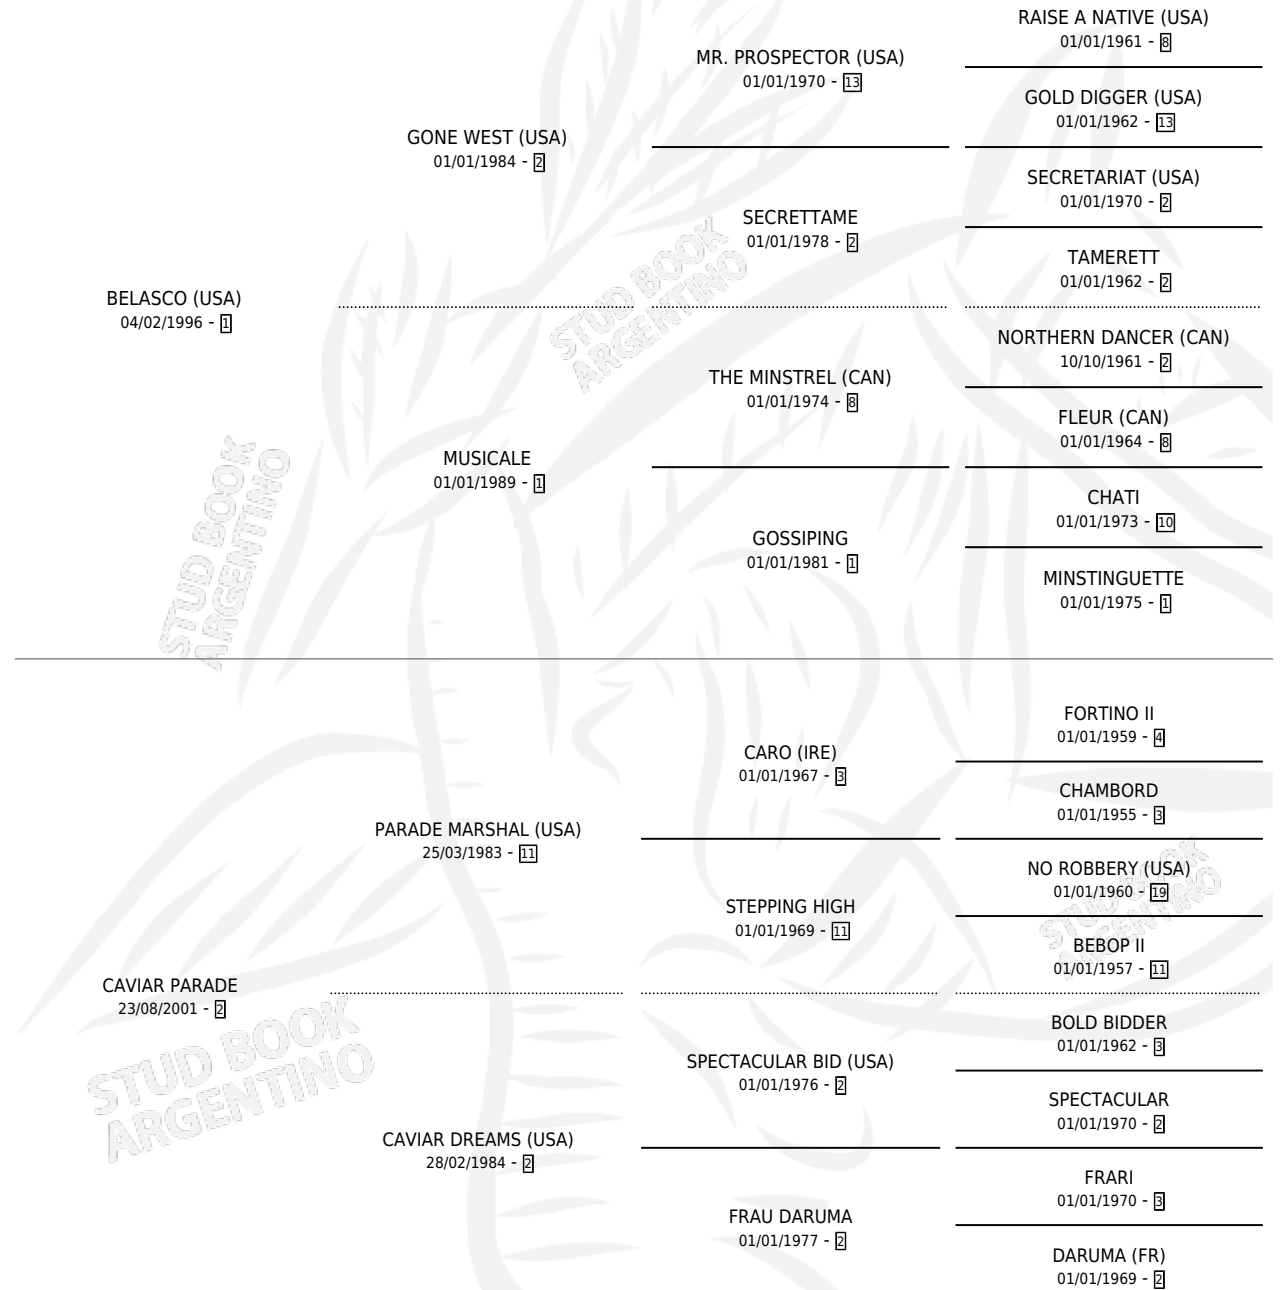 RAISE A NATIVE (USA)
01/01/1961 - 8
MR. PROSPECTOR (USA)
01/01/1970 - 13
GOLD DIGGER (USA)
01/01/1962 - 13
GONE WEST (USA)
01/01/1984 - 2
SECRETARIAT (USA)
01/01/1970 - 2
SECRETTAME
01/01/1978 - 2
TAMERETT
01/01/1962 - 2
BELASCO (USA)
04/02/1996 - 1
NORTHERN DANCER (CAN)
10/10/1961 - 2
THE MINSTREL (CAN)
01/01/1974 - 8
FLEUR (CAN)
01/01/1964 - 8
MUSICALE
01/01/1989 - 1
CHATI
01/01/1973 - 10
GOSSIPING
01/01/1981 - 1
MINSTINGUETTE
01/01/1975 - 1
STUD BOOK
ARGENTINO
STUD BOOK
ARGENTINO
FORTINO II
01/01/1959 - 4
CARO (IRE)
01/01/1967 - 3
CHAMBORD
01/01/1955 - 3
PARADE MARSHAL (USA)
25/03/1983 - 11
NO ROBBERY (USA)
01/01/1960 - 19
STEPPING HIGH
01/01/1969 - 11
BEBOP II
01/01/1957 - 11
STUD BOOK
ARGENTINO
CAVIAR PARADE
23/08/2001 - 2
BOLD BIDDER
01/01/1962 - 3
SPECTACULAR BID (USA)
01/01/1976 - 2
SPECTACULAR
01/01/1970 - 2
CAVIAR DREAMS (USA)
28/02/1984 - 2
FRARI
01/01/1970 - 3
FRAU DARUMA
01/01/1977 - 2
DARUMA (FR)
01/01/1969 - 2
STUD BOOK
ARGENTINO